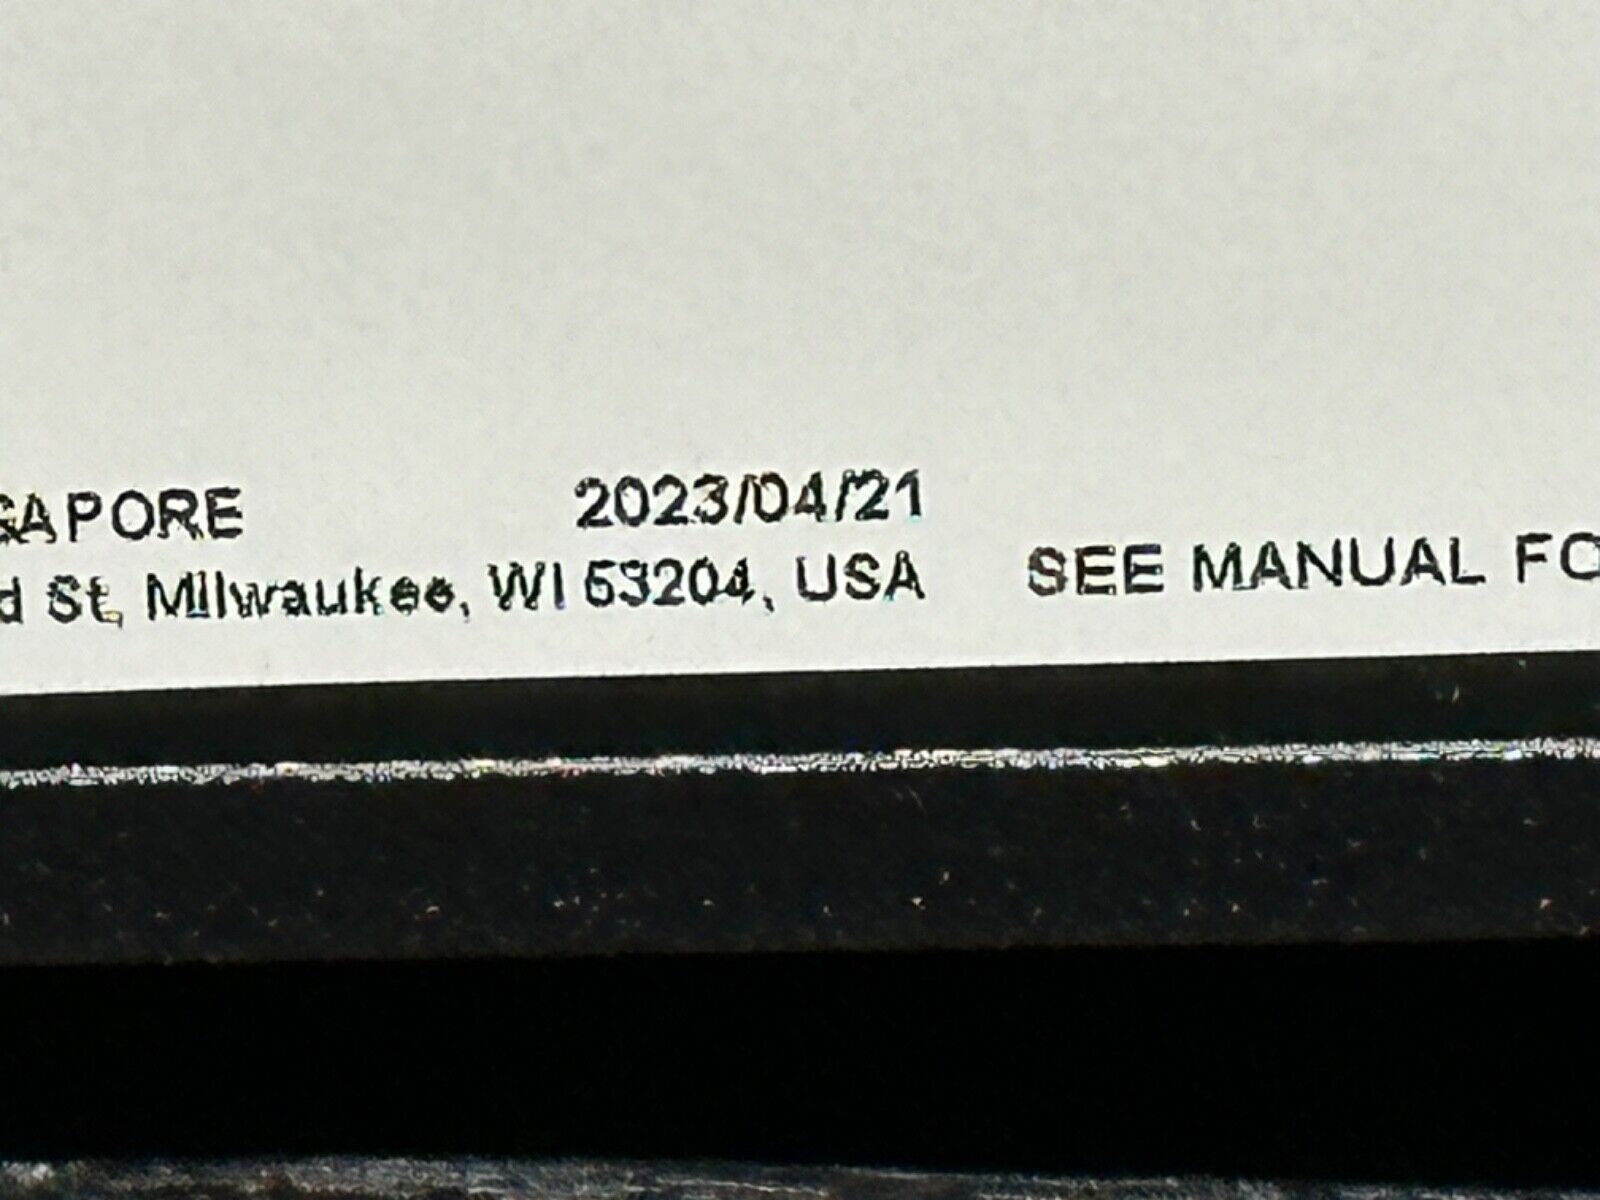 GAPORE 2023/04/21
d St, Milwaukee, WI 53204, USA SEE MANUAL FO